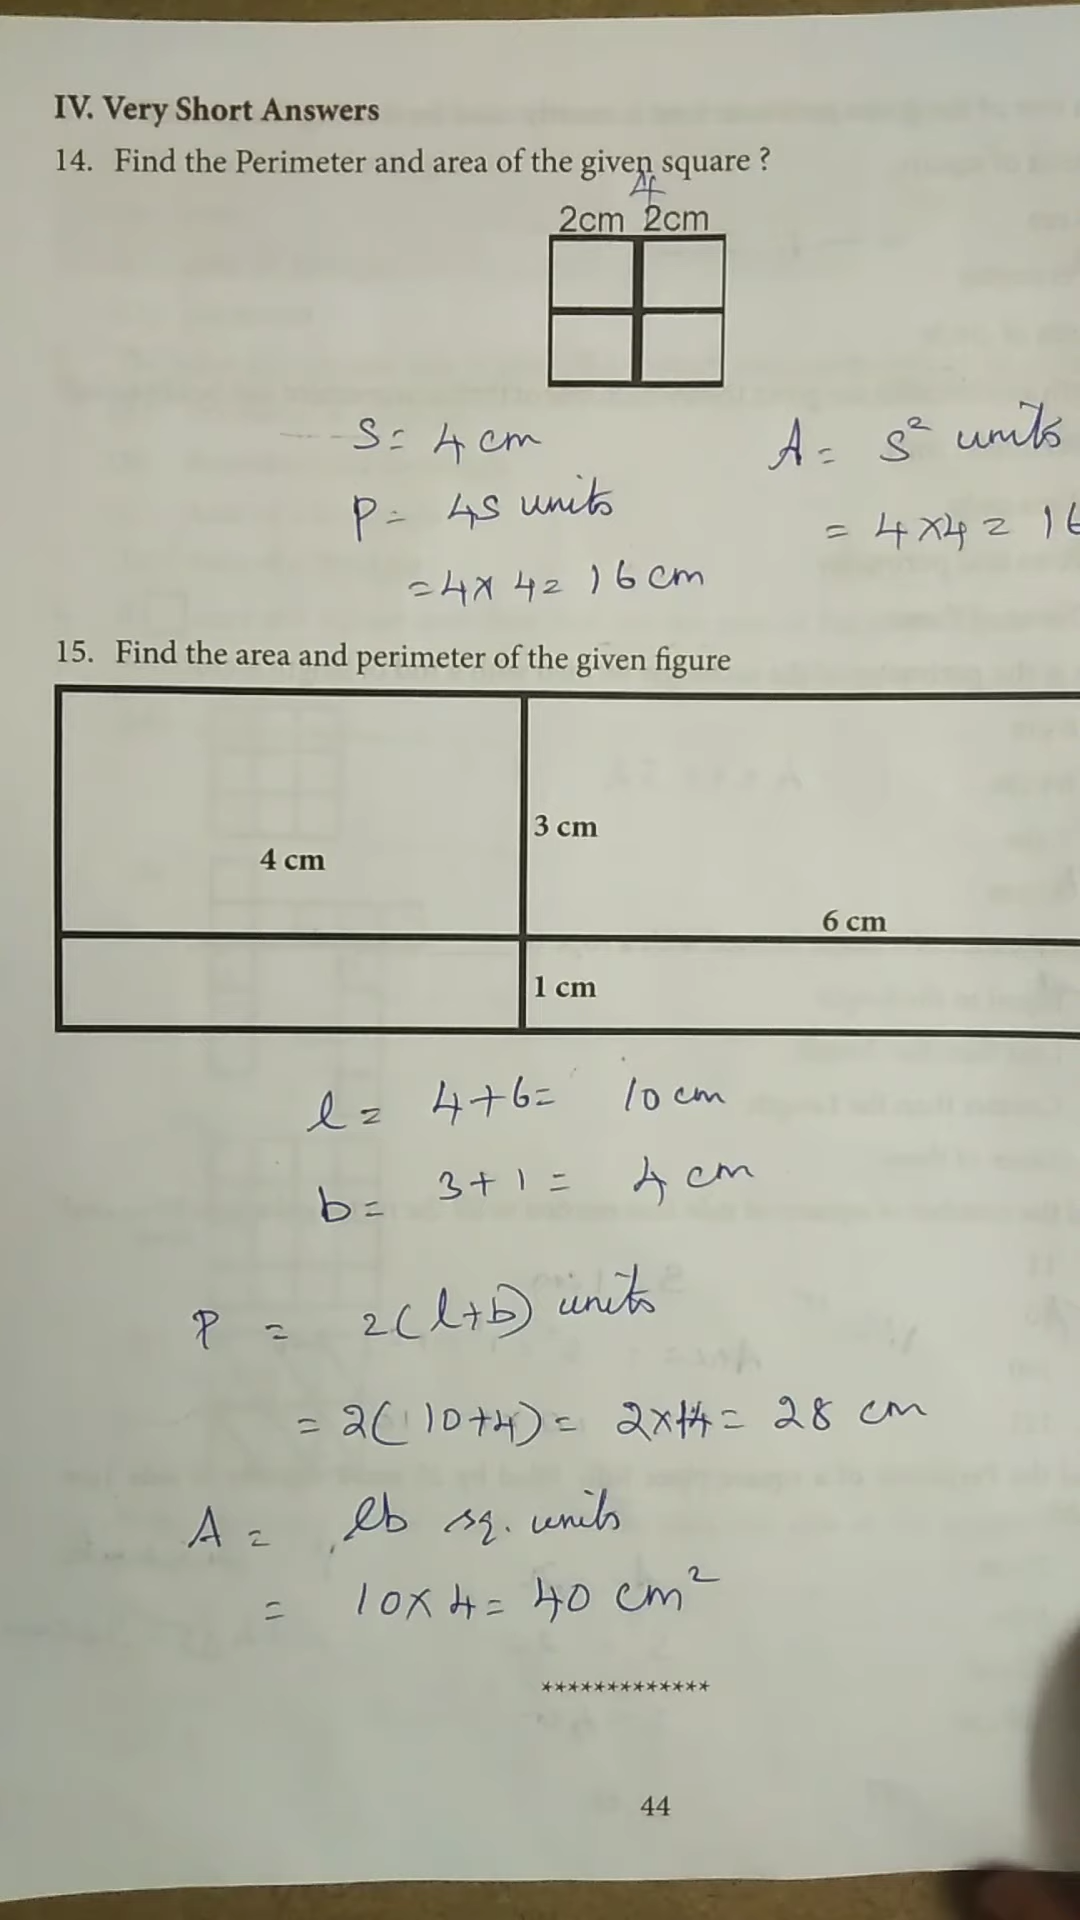 IV. Very Short Answers
14. Find the Perimeter and area of the given square ?
4
2cm 2cm
S = 4 cm
A = S² units
P = 4S units
= 4×4 = 16
= 4×4 = 16 cm
15. Find the area and perimeter of the given figure
3 cm
4 cm
6 cm
1 cm
l = 4+6 = 10 cm
b = 3+1 = 4 cm
P = 2(l+b) units
= 2(10+4) = 2×14 = 28 cm
A = lb sq. units
= 10×4 = 40 cm²
*************
44